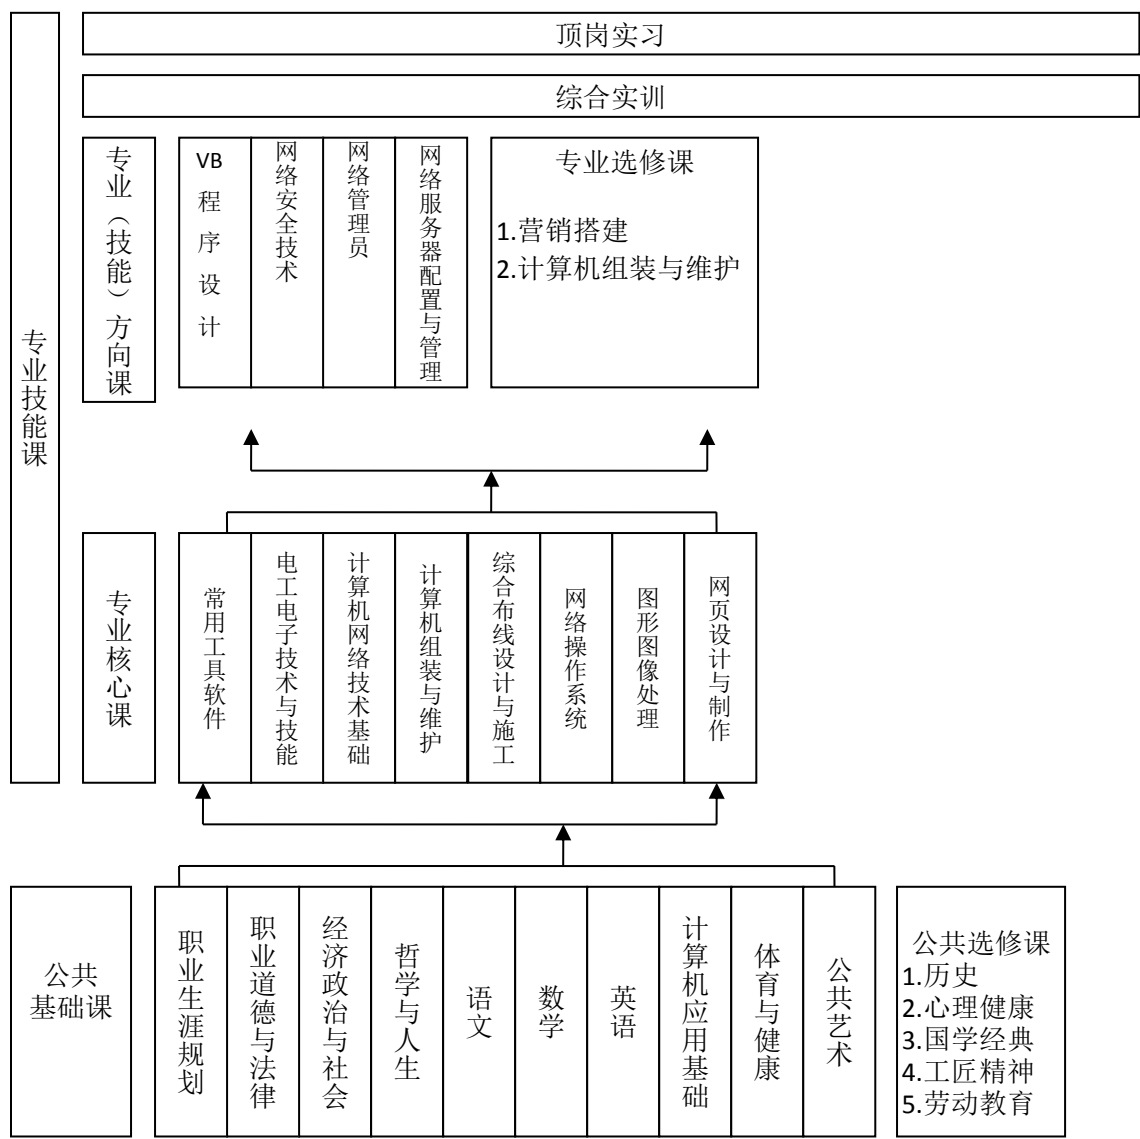 顶岗实习
综合实训
专业技能课
专业（技能）方向课
VB程序设计
网络安全技术
网络管理员
网络服务器配置与管理
专业选修课
1.营销搭建
2.计算机组装与维护
专业核心课
常用工具软件
电工电子技术与技能
计算机网络技术基础
计算机组装与维护
综合布线设计与施工
网络操作系统
图形图像处理
网页设计与制作
公共
基础课
职业生涯规划
职业道德与法律
经济政治与社会
哲学与人生
语文
数学
英语
计算机应用基础
体育与健康
公共艺术
公共选修课
1.历史
2.心理健康
3.国学经典
4.工匠精神
5.劳动教育